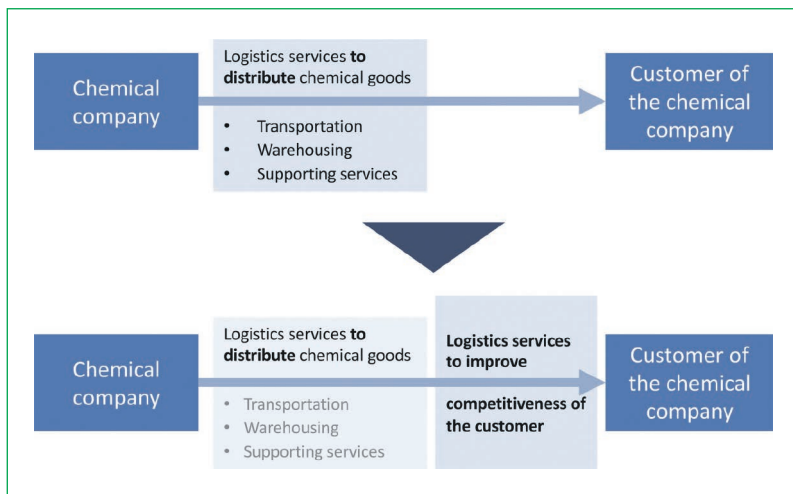 Chemical
company
Logistics services to
distribute chemical goods
• Transportation
• Warehousing
• Supporting services
Customer of
the chemical
company
Chemical
company
Logistics services to
distribute chemical goods
• Transportation
• Warehousing
• Supporting services
Logistics services
to improve
competitiveness of
the customer
Customer of
the chemical
company